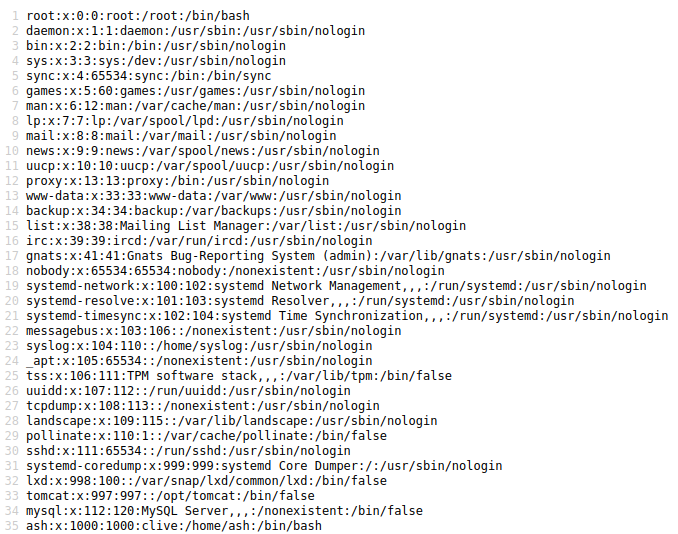 1 root:x:0:0:root:/root:/bin/bash
2 daemon:x:1:1:daemon:/usr/sbin:/usr/sbin/nologin
3 bin:x:2:2:bin:/bin:/usr/sbin/nologin
4 sys:x:3:3:sys:/dev:/usr/sbin/nologin
5 sync:x:4:65534:sync:/bin:/bin/sync
6 games:x:5:60:games:/usr/games:/usr/sbin/nologin
7 man:x:6:12:man:/var/cache/man:/usr/sbin/nologin
8 lp:x:7:7:lp:/var/spool/lpd:/usr/sbin/nologin
9 mail:x:8:8:mail:/var/mail:/usr/sbin/nologin
10 news:x:9:9:news:/var/spool/news:/usr/sbin/nologin
11 uucp:x:10:10:uucp:/var/spool/uucp:/usr/sbin/nologin
12 proxy:x:13:13:proxy:/bin:/usr/sbin/nologin
13 www-data:x:33:33:www-data:/var/www:/usr/sbin/nologin
14 backup:x:34:34:backup:/var/backups:/usr/sbin/nologin
15 list:x:38:38:Mailing List Manager:/var/list:/usr/sbin/nologin
16 irc:x:39:39:ircd:/var/run/ircd:/usr/sbin/nologin
17 gnats:x:41:41:Gnats Bug-Reporting System (admin):/var/lib/gnats:/usr/sbin/nologin
18 nobody:x:65534:65534:nobody:/nonexistent:/usr/sbin/nologin
19 systemd-network:x:100:102:systemd Network Management,,,:/run/systemd:/usr/sbin/nologin
20 systemd-resolve:x:101:103:systemd Resolver,,,:/run/systemd:/usr/sbin/nologin
21 systemd-timesync:x:102:104:systemd Time Synchronization,,,:/run/systemd:/usr/sbin/nologin
22 messagebus:x:103:106::/nonexistent:/usr/sbin/nologin
23 syslog:x:104:110::/home/syslog:/usr/sbin/nologin
24 _apt:x:105:65534::/nonexistent:/usr/sbin/nologin
25 tss:x:106:111:TPM software stack,,,:/var/lib/tpm:/bin/false
26 uuidd:x:107:112::/run/uuidd:/usr/sbin/nologin
27 tcpdump:x:108:113::/nonexistent:/usr/sbin/nologin
28 landscape:x:109:115::/var/lib/landscape:/usr/sbin/nologin
29 pollinate:x:110:1::/var/cache/pollinate:/bin/false
30 sshd:x:111:65534::/run/sshd:/usr/sbin/nologin
31 systemd-coredump:x:999:999:systemd Core Dumper:/:/usr/sbin/nologin
32 lxd:x:998:100::/var/snap/lxd/common/lxd:/bin/false
33 tomcat:x:997:997::/opt/tomcat:/bin/false
34 mysql:x:112:120:MySQL Server,,,:/nonexistent:/bin/false
35 ash:x:1000:1000:clive:/home/ash:/bin/bash